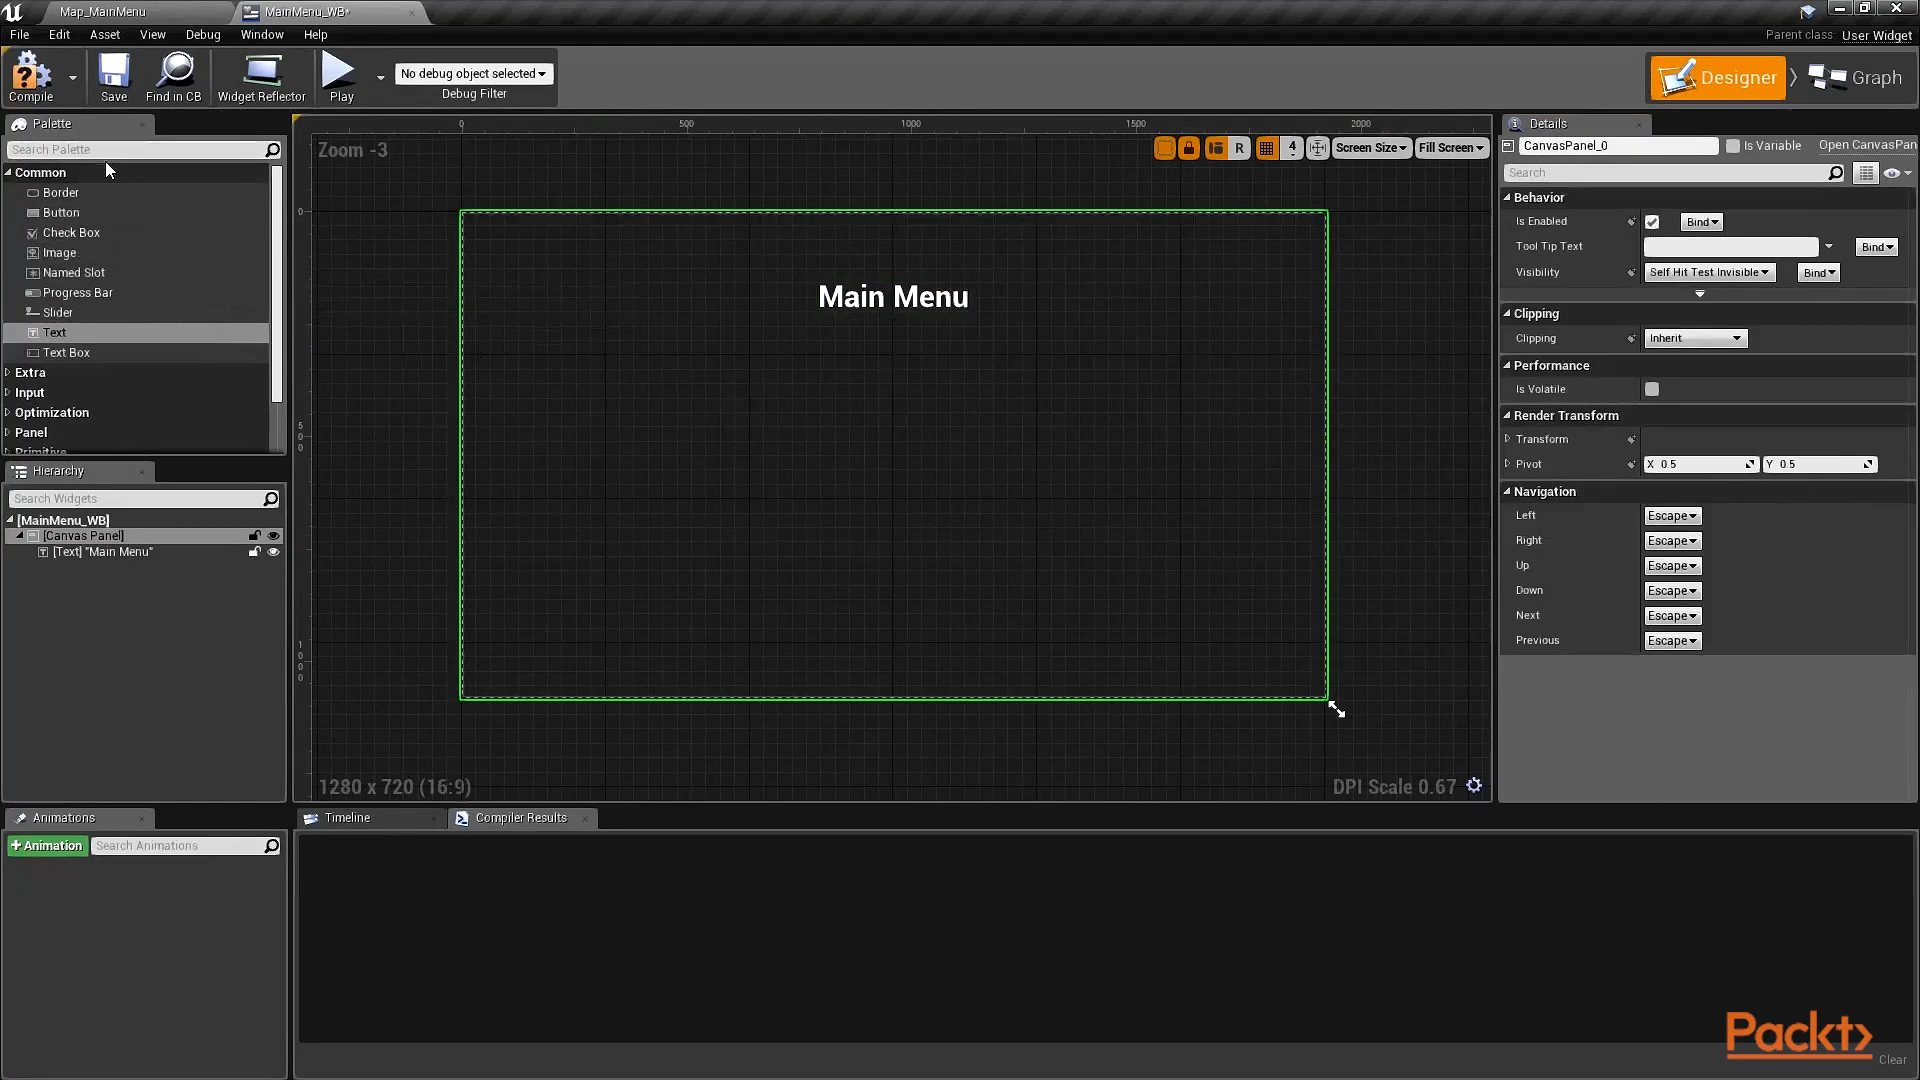 Map_MainMenu
MainMenu_WB*
File
Edit
Asset
View
Debug
Window
Help
Parent class: User Widget
Compile
Save
Find in CB
Widget Reflector
Play
No debug object selected
Debug Filter
Designer
Graph
Palette
Search Palette
Common
Border
Button
Check Box
Image
Named Slot
Progress Bar
Slider
Text
Text Box
Extra
Input
Optimization
Panel
Primitive
Hierarchy
Search Widgets
[MainMenu_WB]
[Canvas Panel]
[Text] "Main Menu"
Animations
+Animation
Search Animations
0
500
1000
1500
2000
Zoom -3
R
4
Screen Size
Fill Screen
0
500
1000
Main Menu
1280 x 720 (16:9)
DPI Scale 0.67
Timeline
Compiler Results
Details
CanvasPanel_0
Is Variable
Open CanvasPan
Search
Behavior
Is Enabled
Bind
Tool Tip Text
Bind
Visibility
Self Hit Test Invisible
Bind
Clipping
Clipping
Inherit
Performance
Is Volatile
Render Transform
Transform
Pivot
X 0.5
Y 0.5
Navigation
Left
Escape
Right
Escape
Up
Escape
Down
Escape
Next
Escape
Previous
Escape
Packt>
Clear